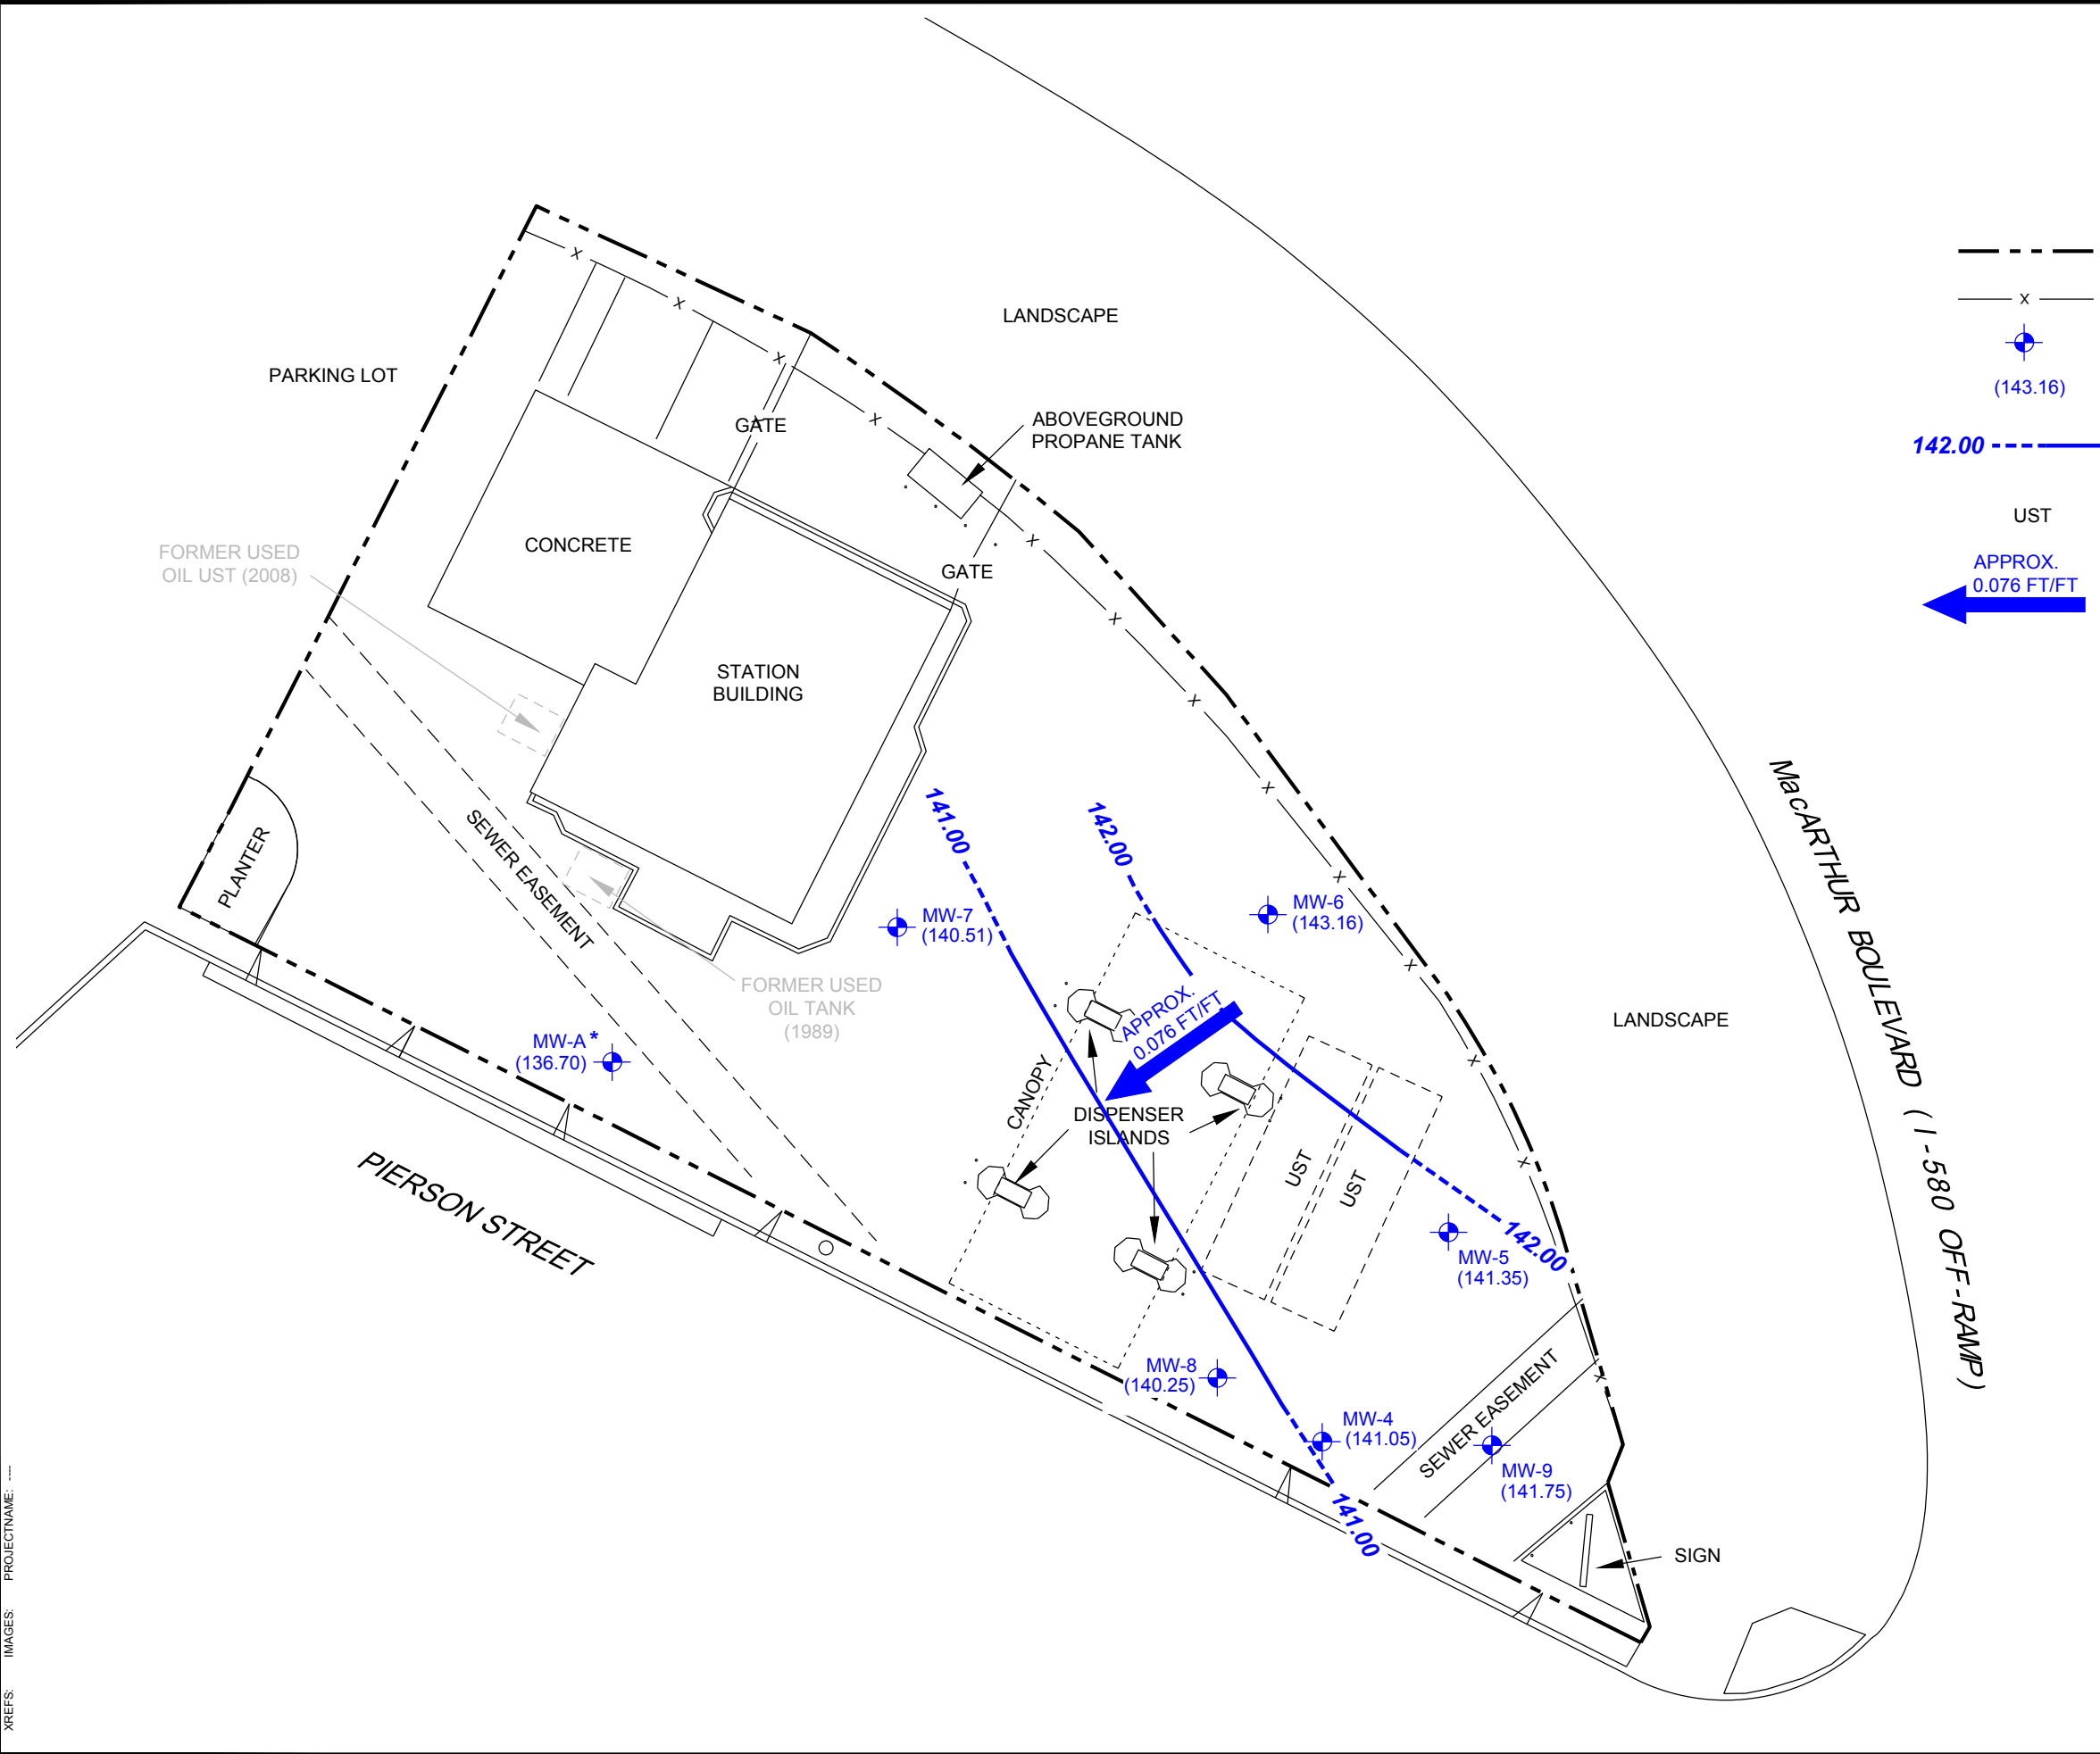 LANDSCAPE
PARKING LOT
GATE
ABOVEGROUND
PROPANE TANK
FORMER USED
OIL UST (2008)
CONCRETE
GATE
STATION
BUILDING
PLANTER
SEWER EASEMENT
141.00
142.00
MW-7
(140.51)
MW-6
(143.16)
FORMER USED
OIL TANK
(1989)
MW-A*
(136.70)
APPROX.
0.076 FT/FT
CANOPY
DISPENSER
ISLANDS
UST
UST
LANDSCAPE
MacARTHUR BOULEVARD (I-580 OFF-RAMP)
PIERSON STREET
142.00
MW-5
(141.35)
MW-8
(140.25)
MW-4
(141.05)
SEWER EASEMENT
MW-9
(141.75)
141.00
SIGN
X
(143.16)
142.00
UST
APPROX.
0.076 FT/FT
X
X
X
X
X
X
X
X
X
X
X
X
X
X
XREFS: IMAGES: PROJECTNAME: ----